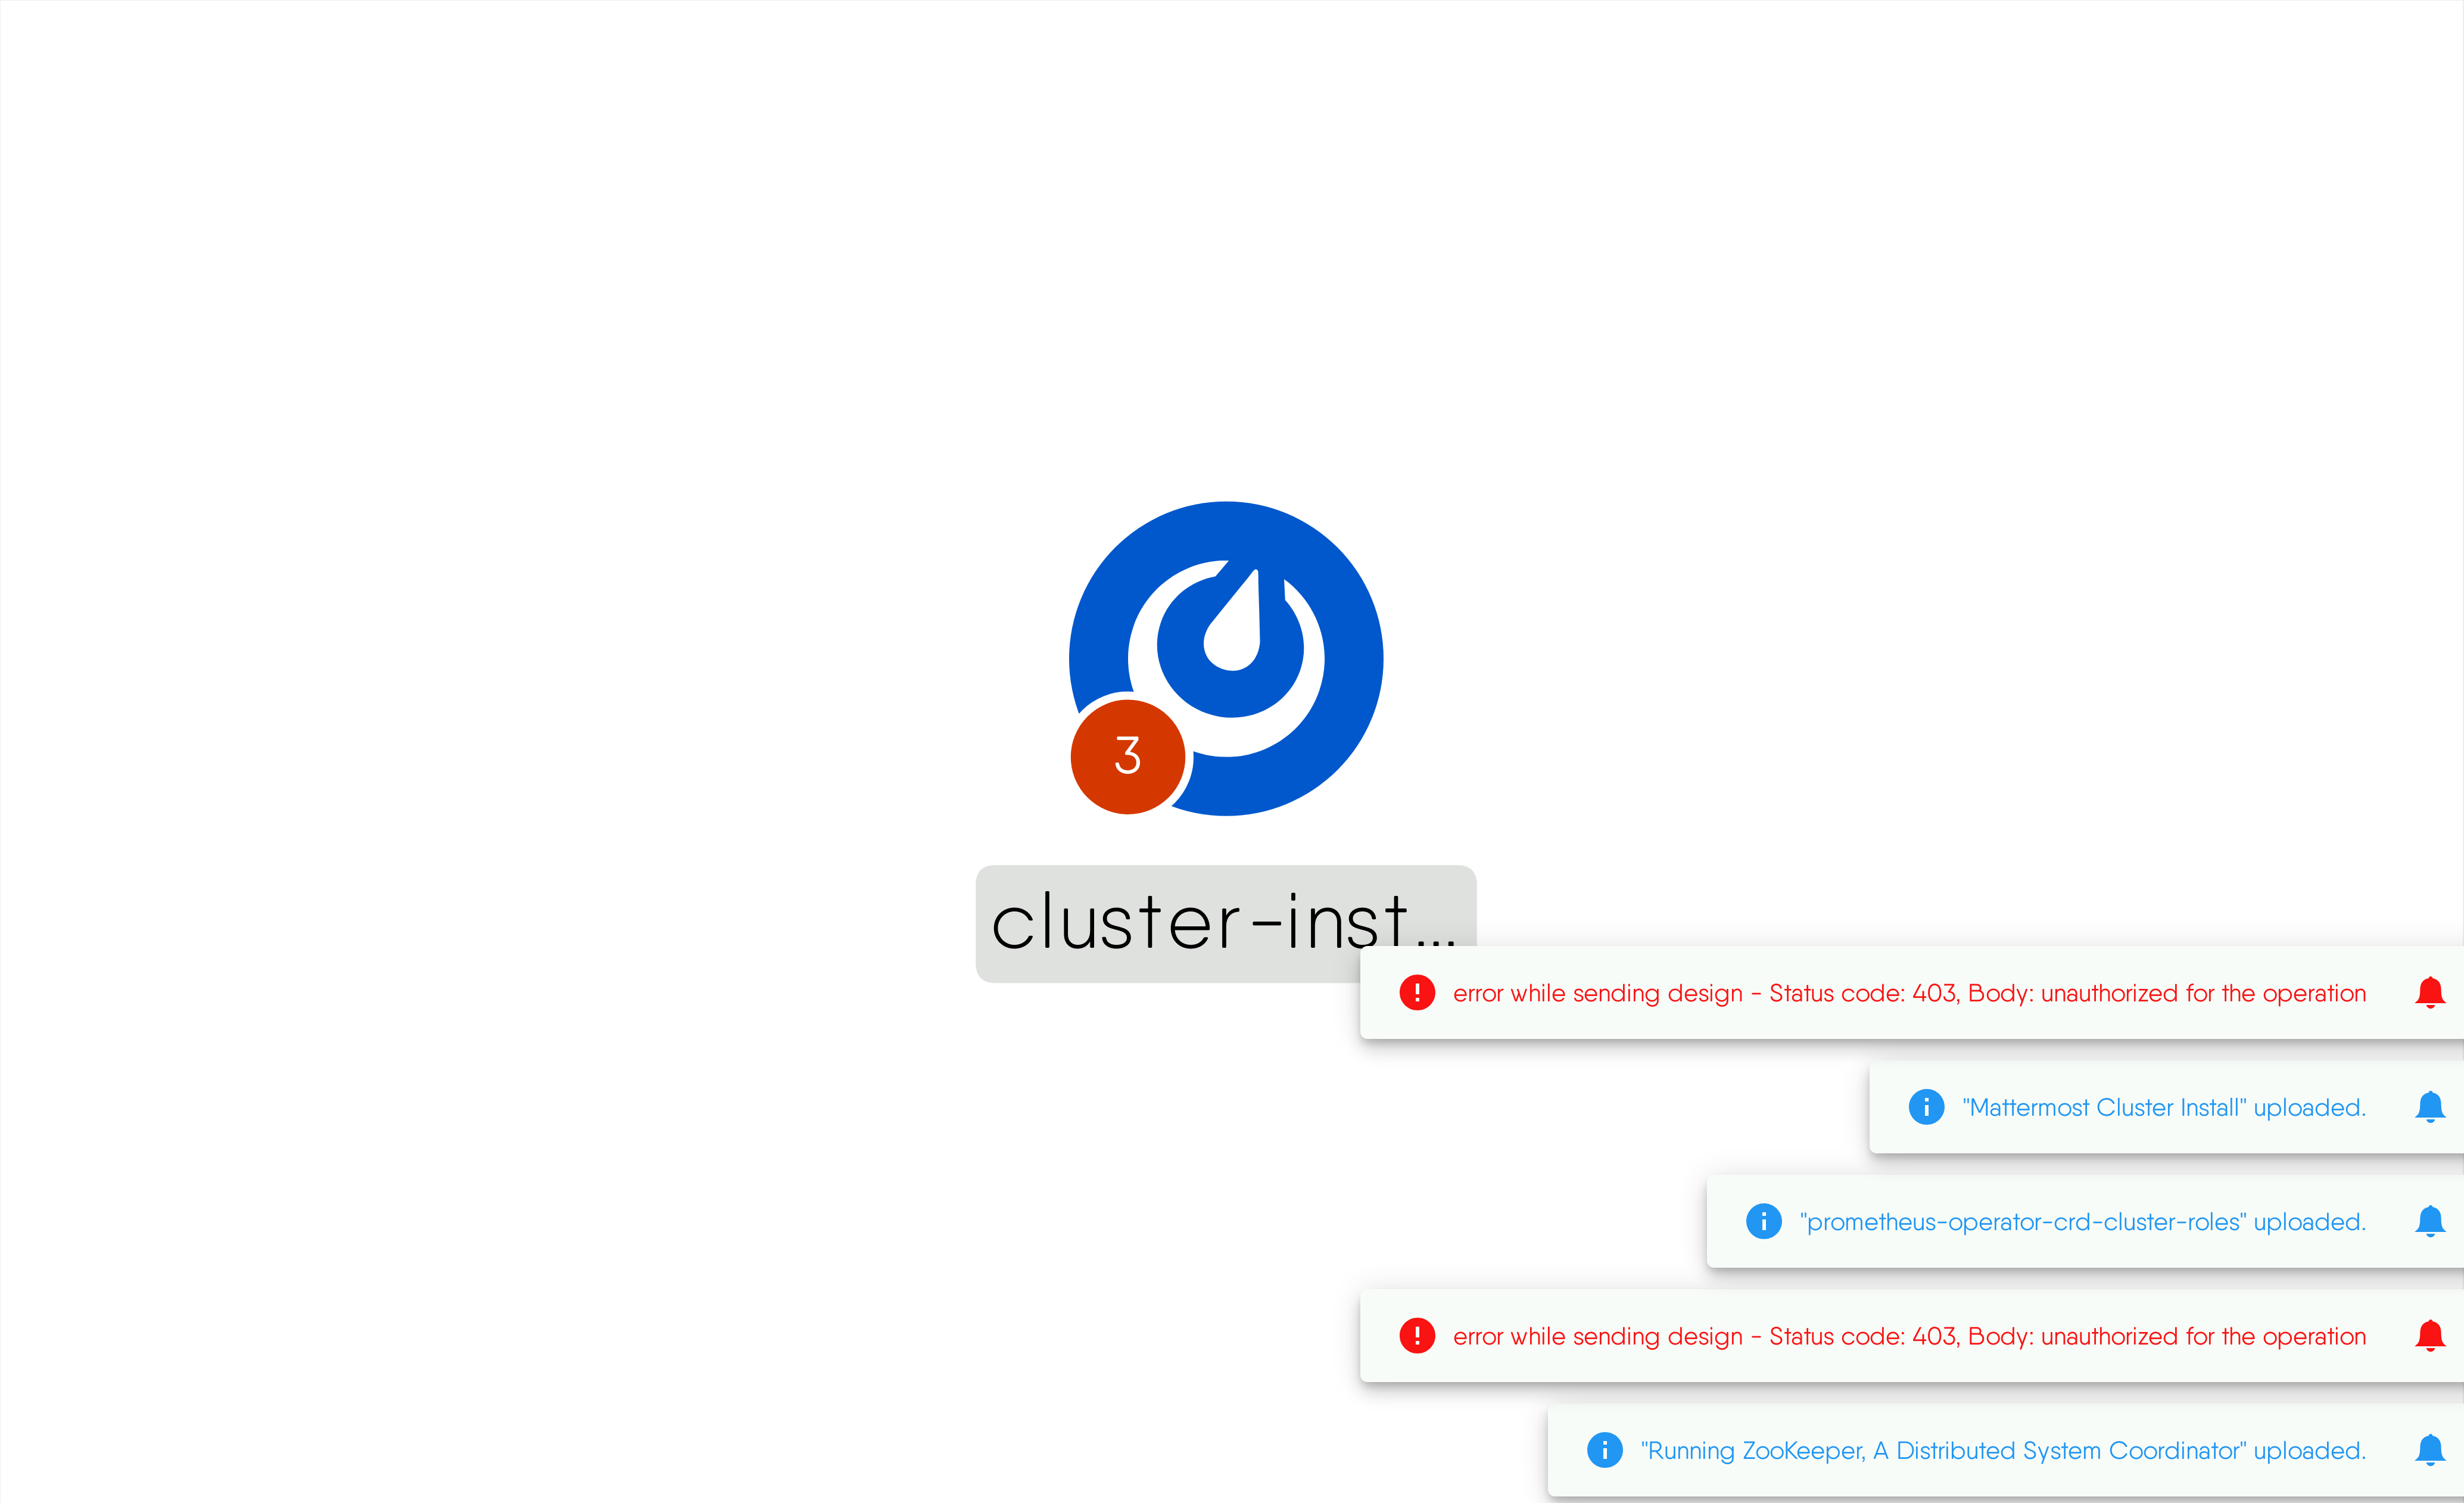 3
cluster-inst...
error while sending design - Status code: 403, Body: unauthorized for the operation
"Mattermost Cluster Install" uploaded.
"prometheus-operator-crd-cluster-roles" uploaded.
error while sending design - Status code: 403, Body: unauthorized for the operation
"Running ZooKeeper, A Distributed System Coordinator" uploaded.